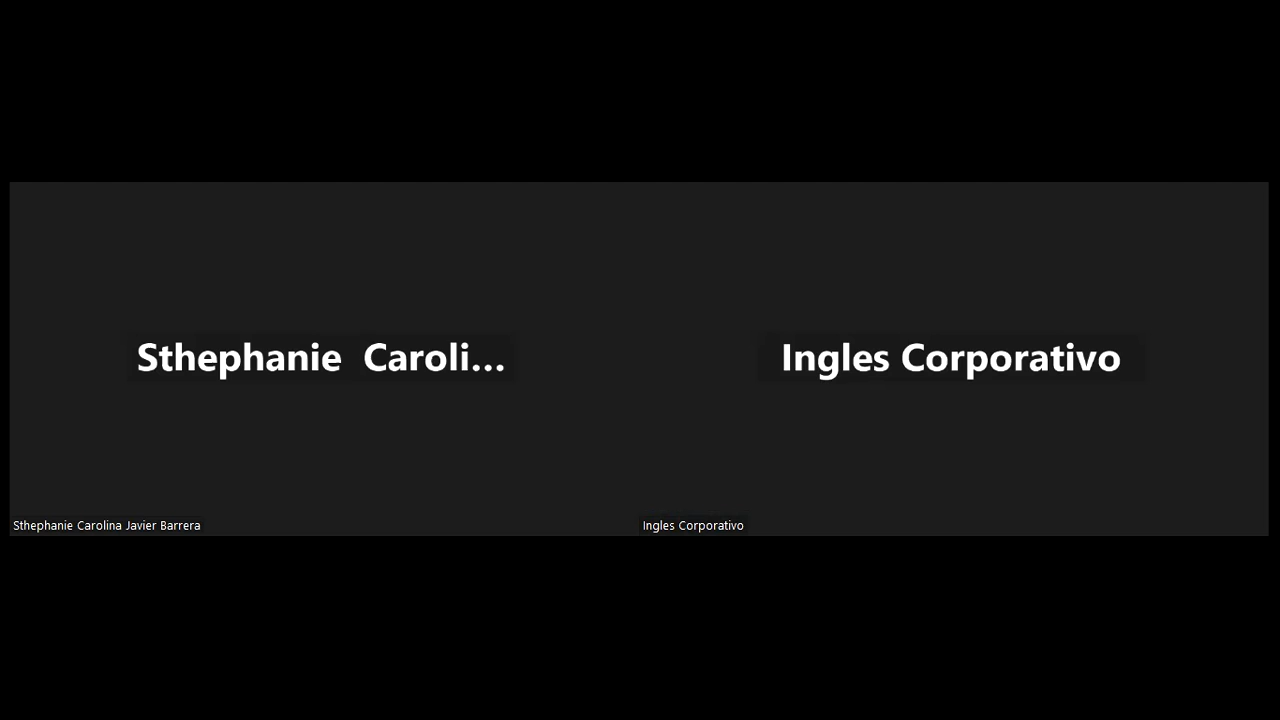 Sthephanie  Caroli...
Ingles Corporativo
Sthephanie Carolina Javier Barrera
Ingles Corporativo